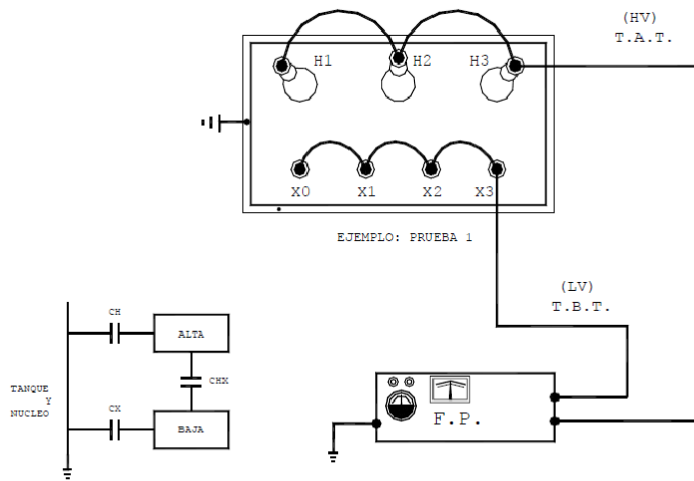 (HV)
T.A.T.
H1 H2 H3
X0 X1 X2 X3
EJEMPLO: PRUEBA 1
(LV)
T.B.T.
CH
ALTA
CHX
TANQUE
Y
NUCLEO
CX
BAJA
F.P.